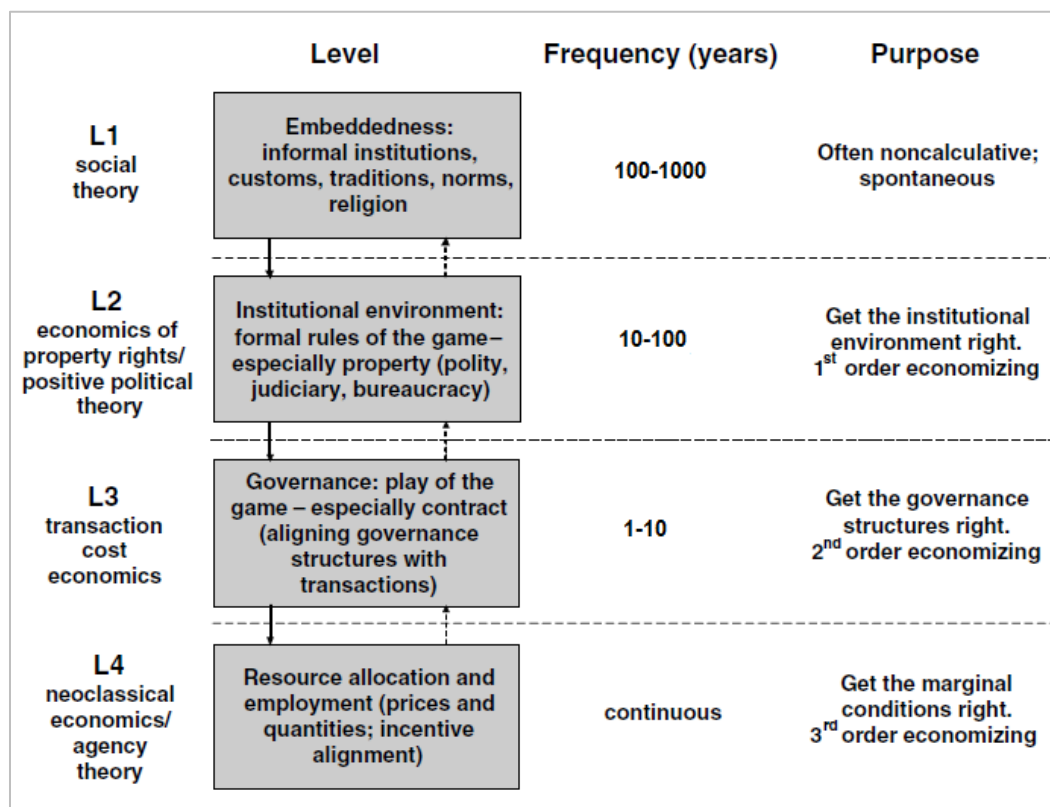 Level
Frequency (years)
Purpose
L1
social
theory
Embeddedness:
informal institutions,
customs, traditions, norms,
religion
100-1000
Often noncalculative;
spontaneous
L2
economics of
property rights/
positive political
theory
Institutional environment:
formal rules of the game–
especially property (polity,
judiciary, bureaucracy)
10-100
Get the institutional
environment right.
1st order economizing
L3
transaction
cost
economics
Governance: play of the
game – especially contract
(aligning governance
structures with
transactions)
1-10
Get the governance
structures right.
2nd order economizing
L4
neoclassical
economics/
agency
theory
Resource allocation and
employment (prices and
quantities; incentive
alignment)
continuous
Get the marginal
conditions right.
3rd order economizing